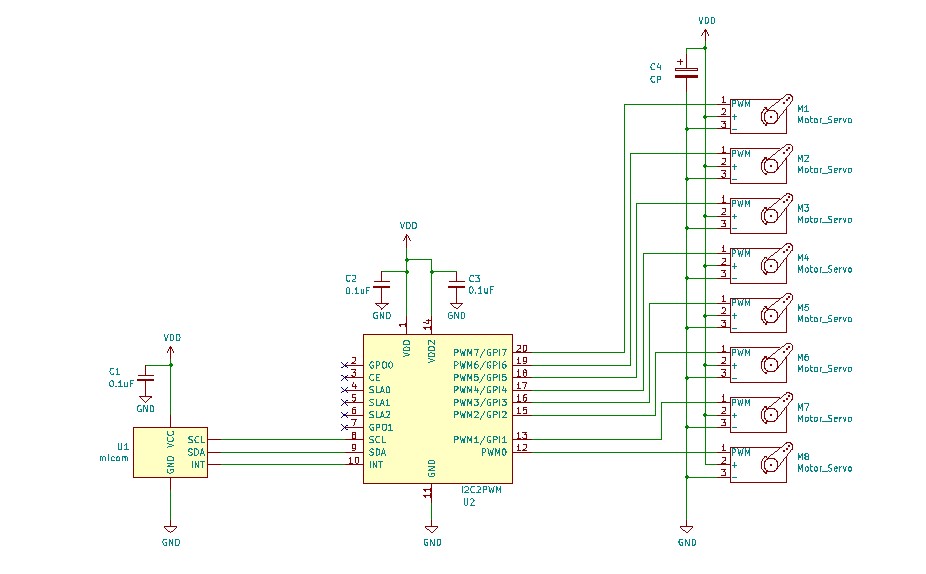 VDD
C4
CP
+
1 PWM
2 +
3 −
M1
Motor_Servo
1 PWM
2 +
3 −
M2
Motor_Servo
1 PWM
2 +
3 −
M3
Motor_Servo
1 PWM
2 +
3 −
M4
Motor_Servo
1 PWM
2 +
3 −
M5
Motor_Servo
1 PWM
2 +
3 −
M6
Motor_Servo
1 PWM
2 +
3 −
M7
Motor_Servo
1 PWM
2 +
3 −
M8
Motor_Servo
GND
VDD
C2
0.1uF
GND
C3
0.1uF
GND
1
VDD
14
VDD2
2 GPO0
3 CE
4 SLA0
5 SLA1
6 SLA2
7 GPO1
8 SCL
9 SDA
10 INT
PWM7/GPI7 20
PWM6/GPI6 19
PWM5/GPI5 18
PWM4/GPI4 17
PWM3/GPI3 16
PWM2/GPI2 15
PWM1/GPI1 13
PWM0 12
GND
11
I2C2PWM
U2
GND
VDD
C1
0.1uF
GND
U1
micom
VCC
GND
SCL
SDA
INT
GND